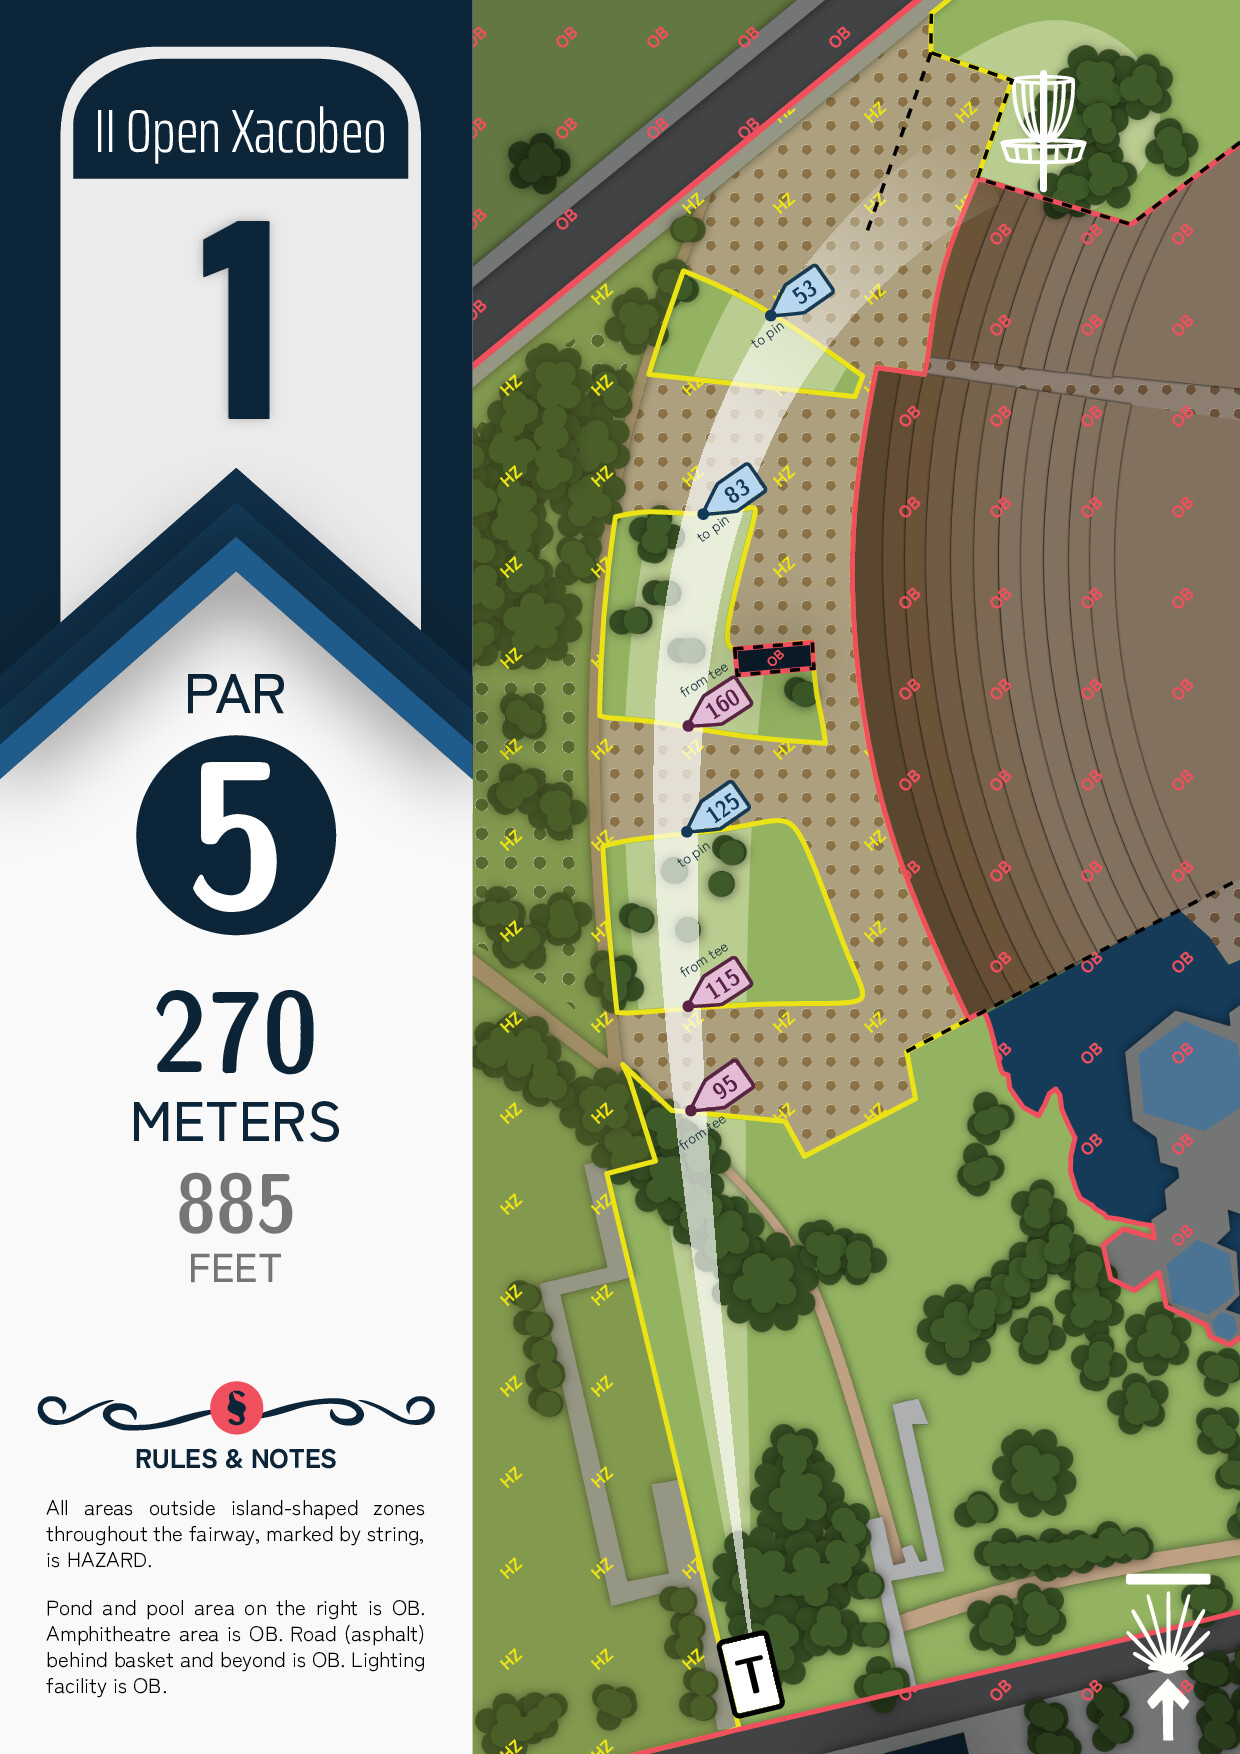 II Open Xacobeo
1
PAR
5
270
METERS
885
FEET
§
RULES & NOTES
All areas outside island-shaped zones
throughout the fairway, marked by string,
is HAZARD.
Pond and pool area on the right is OB.
Amphitheatre area is OB. Road (asphalt)
behind basket and beyond is OB. Lighting
facility is OB.
OB
HZ
53
to pin
83
to pin
OB
from tee
160
125
to pin
from tee
115
95
from tee
T